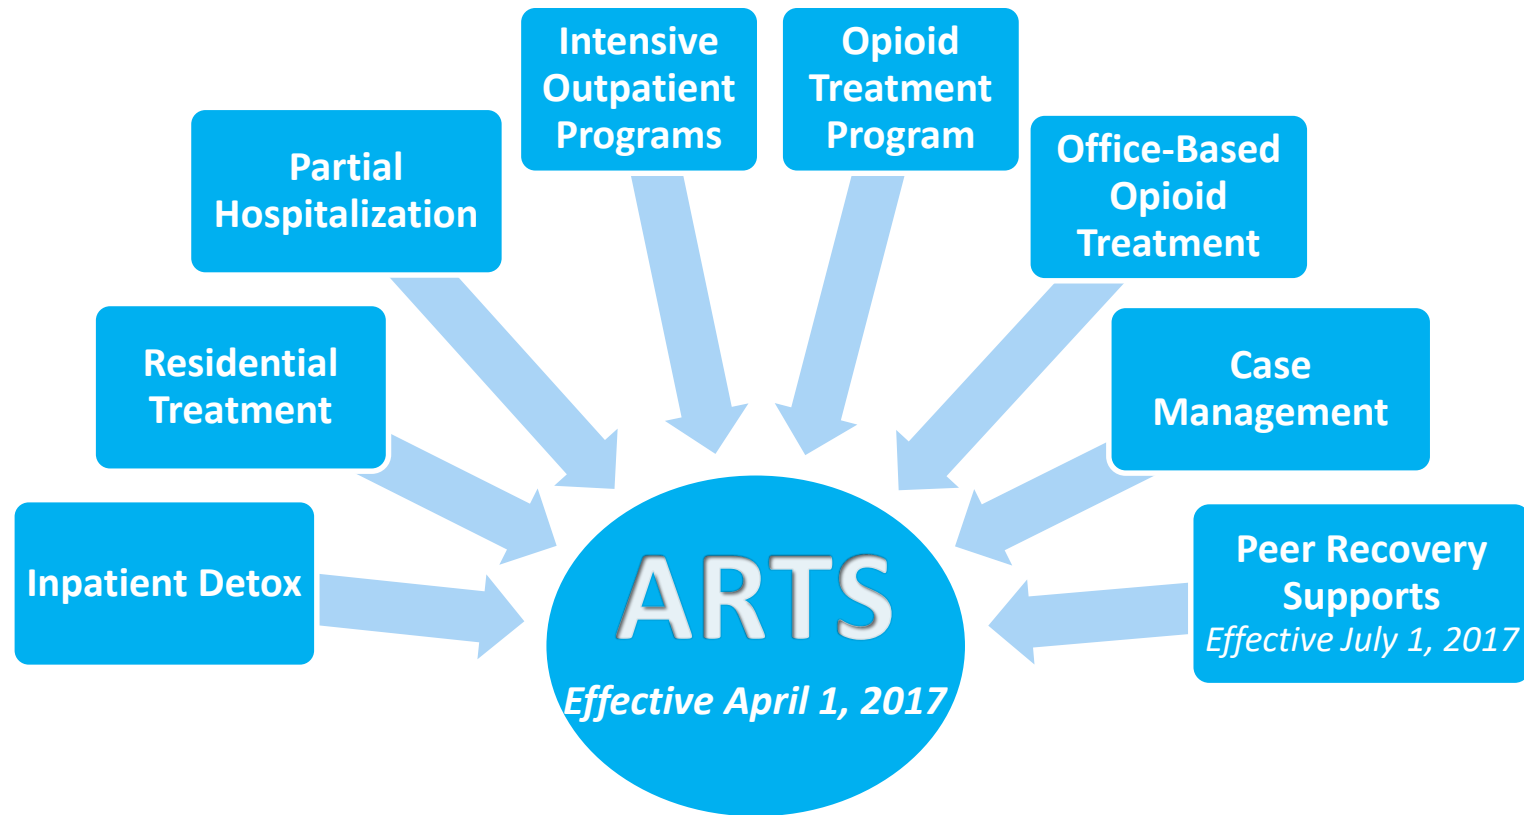 Intensive
Outpatient
Programs
Opioid
Treatment
Program
Partial
Hospitalization
Office-Based
Opioid
Treatment
Residential
Treatment
Case
Management
Inpatient Detox
Peer Recovery
Supports
Effective July 1, 2017
ARTS
Effective April 1, 2017